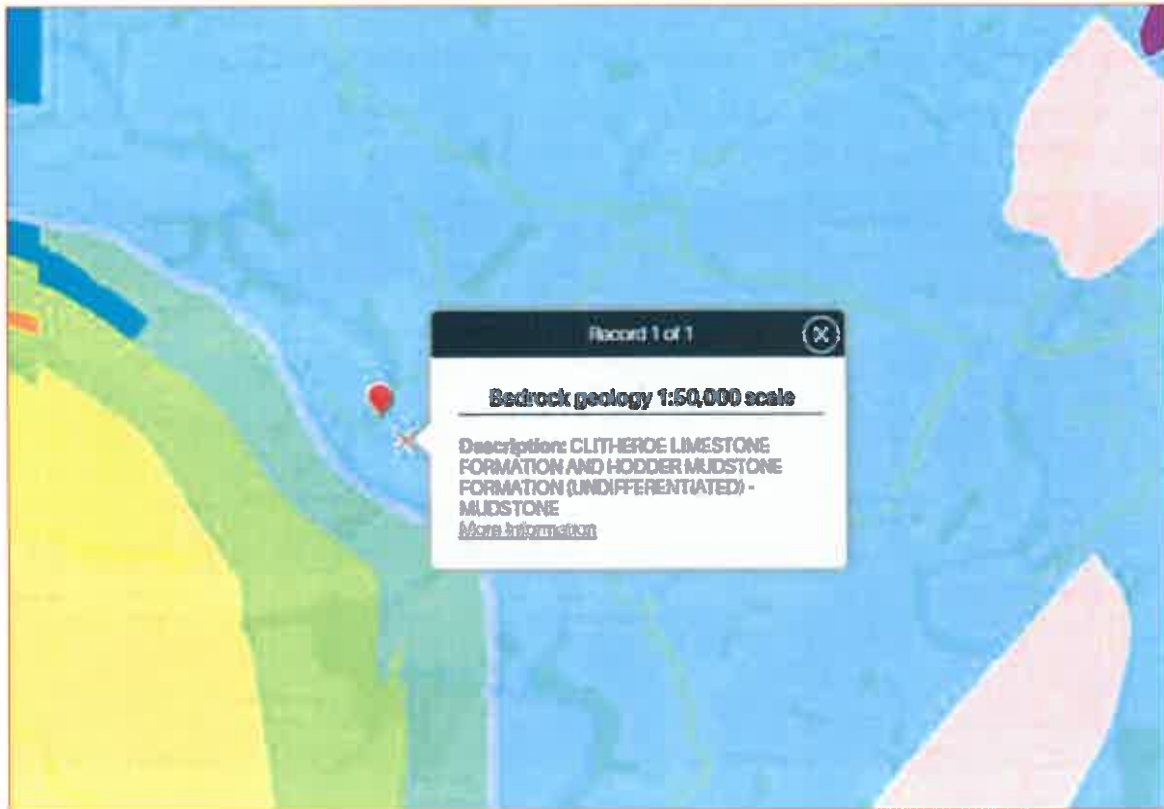 Record 1 of 1
Bedrock geology 1:50,000 scale
Description: CLITHEROE LIMESTONE
FORMATION AND HODDER MUDSTONE
FORMATION (UNDIFFERENTIATED) -
MUDSTONE
More Information